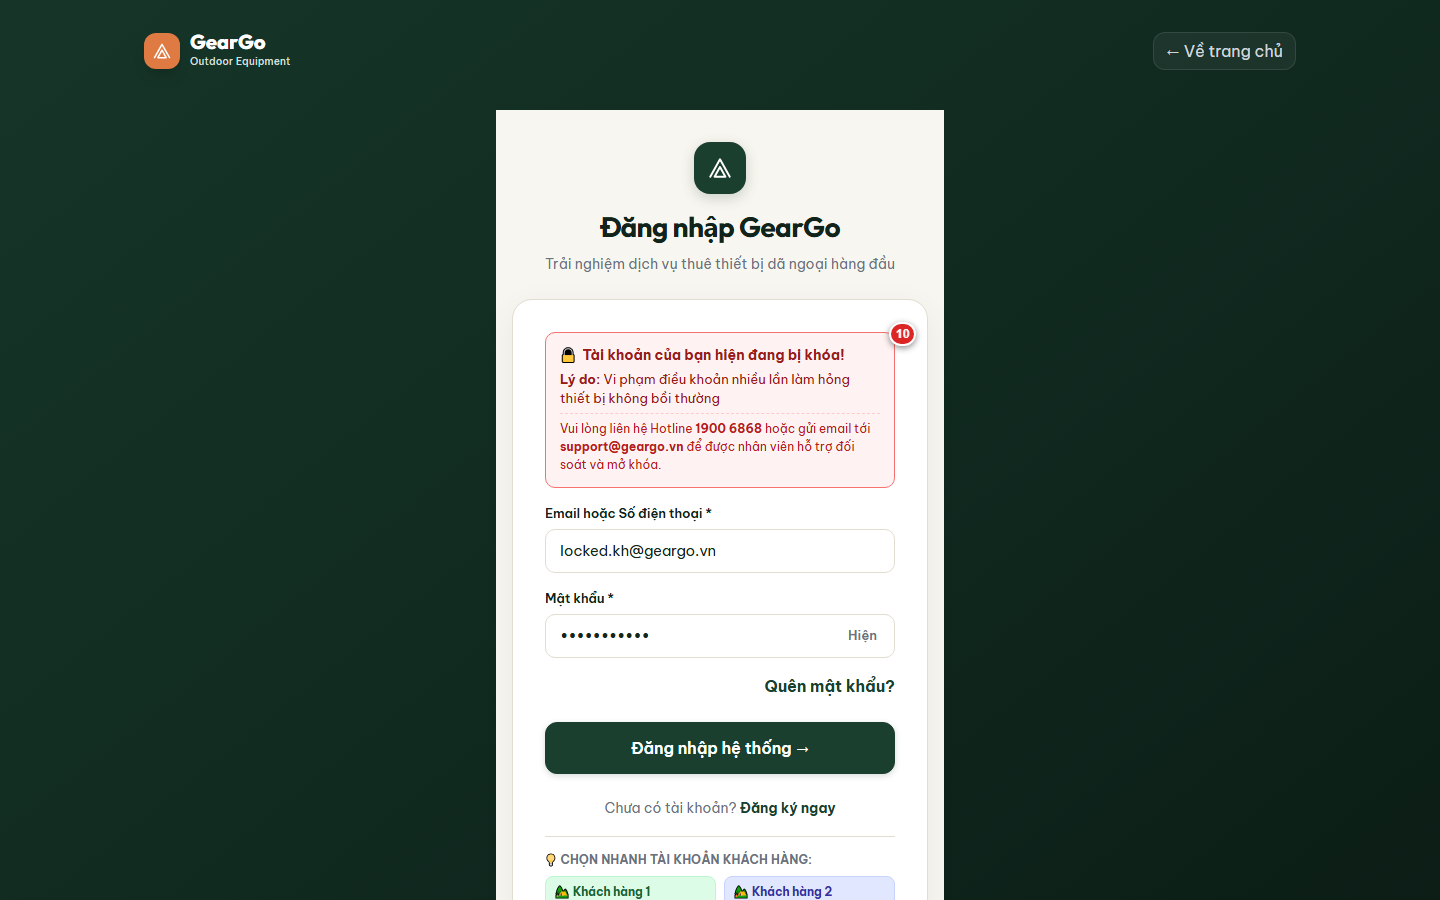 GearGo
Outdoor Equipment
← Về trang chủ
Đăng nhập GearGo
Trải nghiệm dịch vụ thuê thiết bị dã ngoại hàng đầu
10
Tài khoản của bạn hiện đang bị khóa!
Lý do: Vi phạm điều khoản nhiều lần làm hỏng
thiết bị không bồi thường
Vui lòng liên hệ Hotline 1900 6868 hoặc gửi email tới
support@geargo.vn để được nhân viên hỗ trợ đối
soát và mở khóa.
Email hoặc Số điện thoại *
locked.kh@geargo.vn
Mật khẩu *
•••••••••••
Hiện
Quên mật khẩu?
Đăng nhập hệ thống →
Chưa có tài khoản? Đăng ký ngay
CHỌN NHANH TÀI KHOẢN KHÁCH HÀNG:
Khách hàng 1
Khách hàng 2